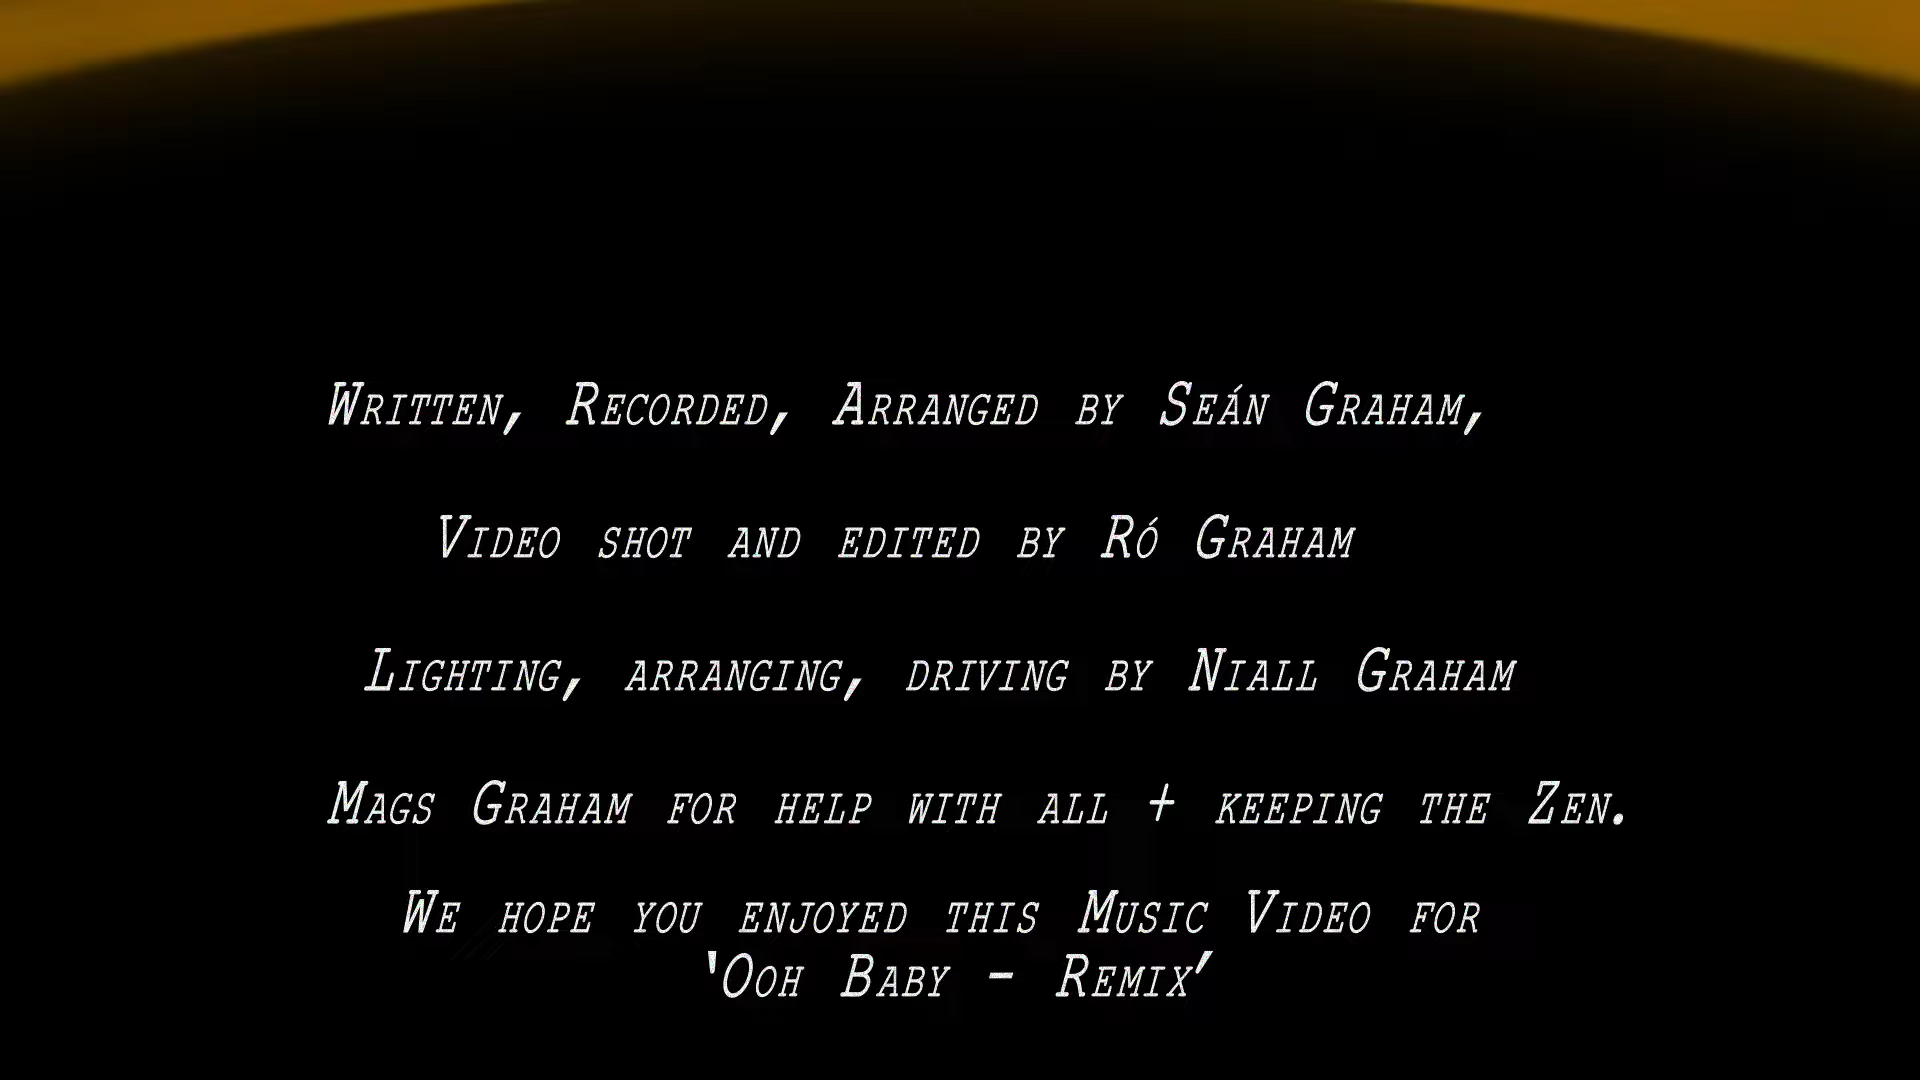 Written, Recorded, Arranged by Seán Graham,
Video shot and edited by Ró Graham
Lighting, arranging, driving by Niall Graham
Mags Graham for help with all + keeping the Zen.
We hope you enjoyed this Music Video for
‘Ooh Baby - Remix’